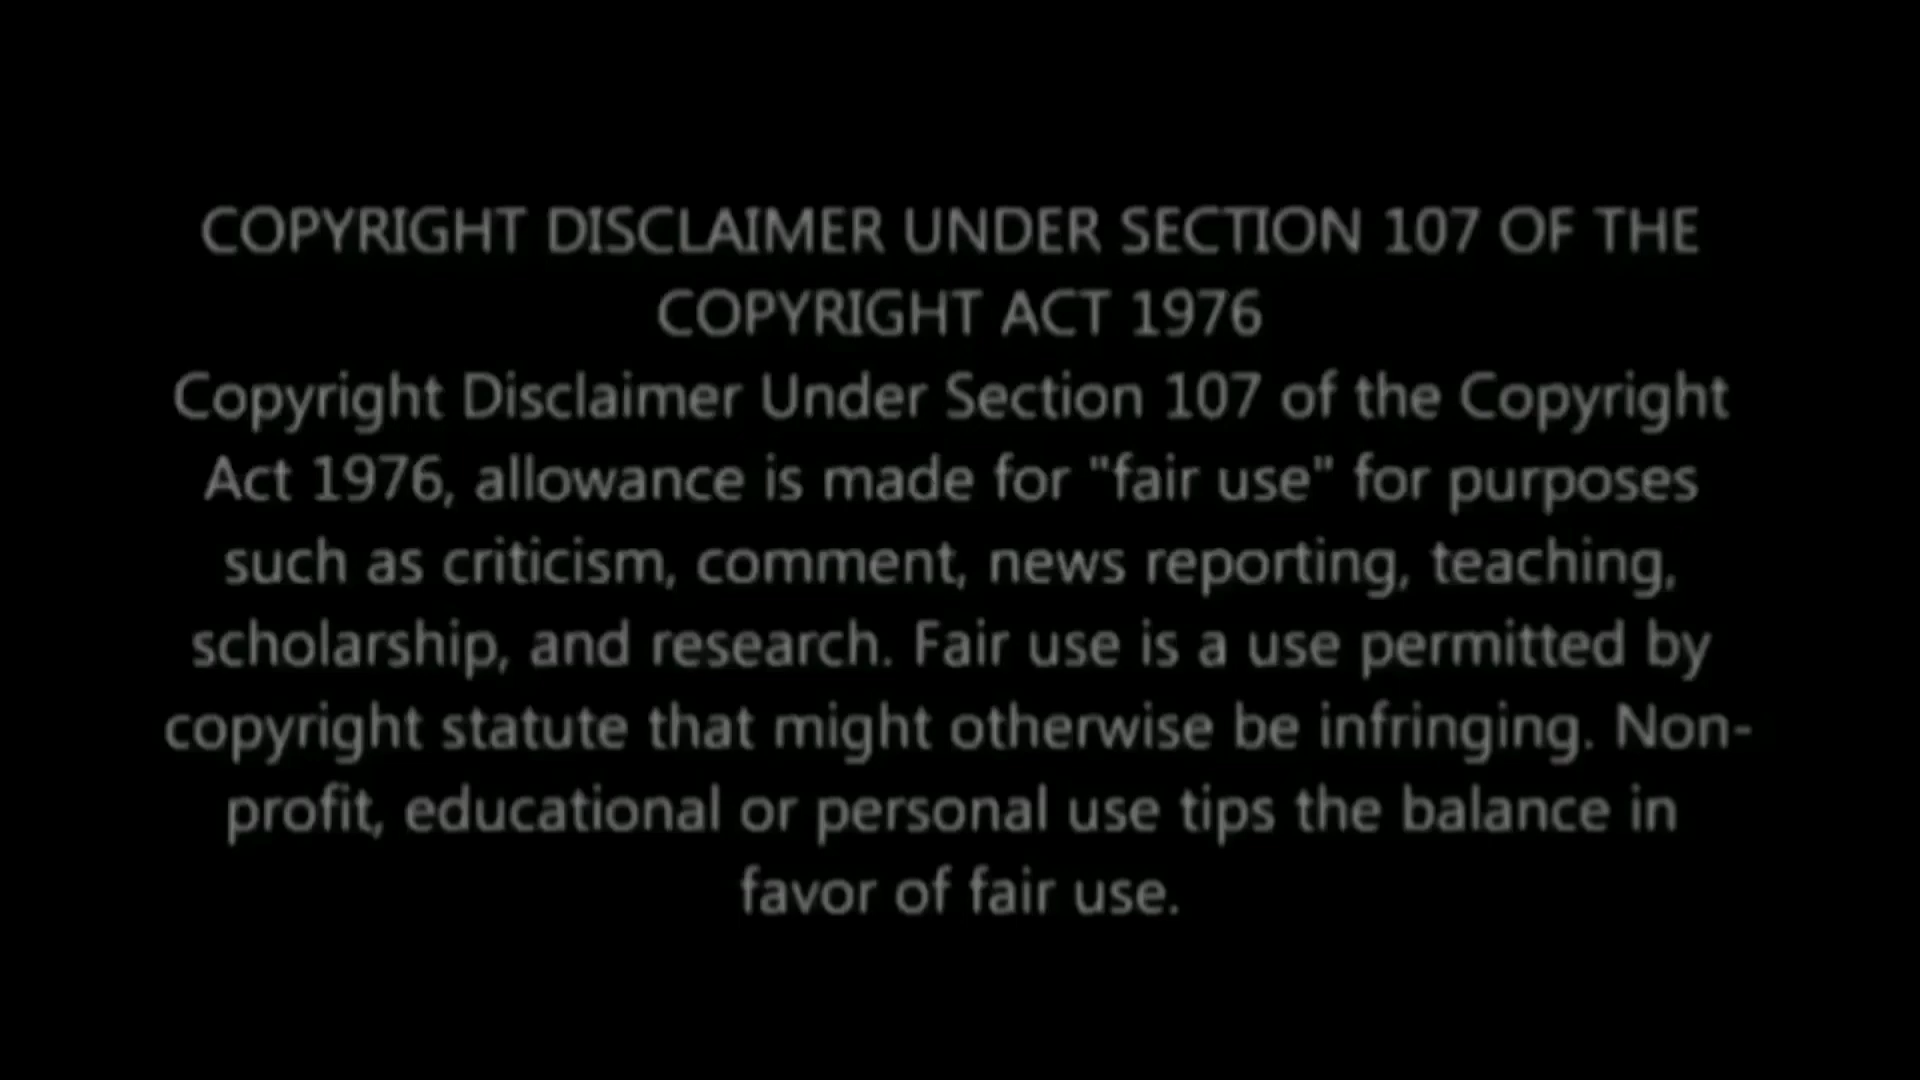 COPYRIGHT DISCLAIMER UNDER SECTION 107 OF THE
COPYRIGHT ACT 1976
Copyright Disclaimer Under Section 107 of the Copyright
Act 1976, allowance is made for "fair use" for purposes
such as criticism, comment, news reporting, teaching,
scholarship, and research. Fair use is a use permitted by
copyright statute that might otherwise be infringing. Non-
profit, educational or personal use tips the balance in
favor of fair use.